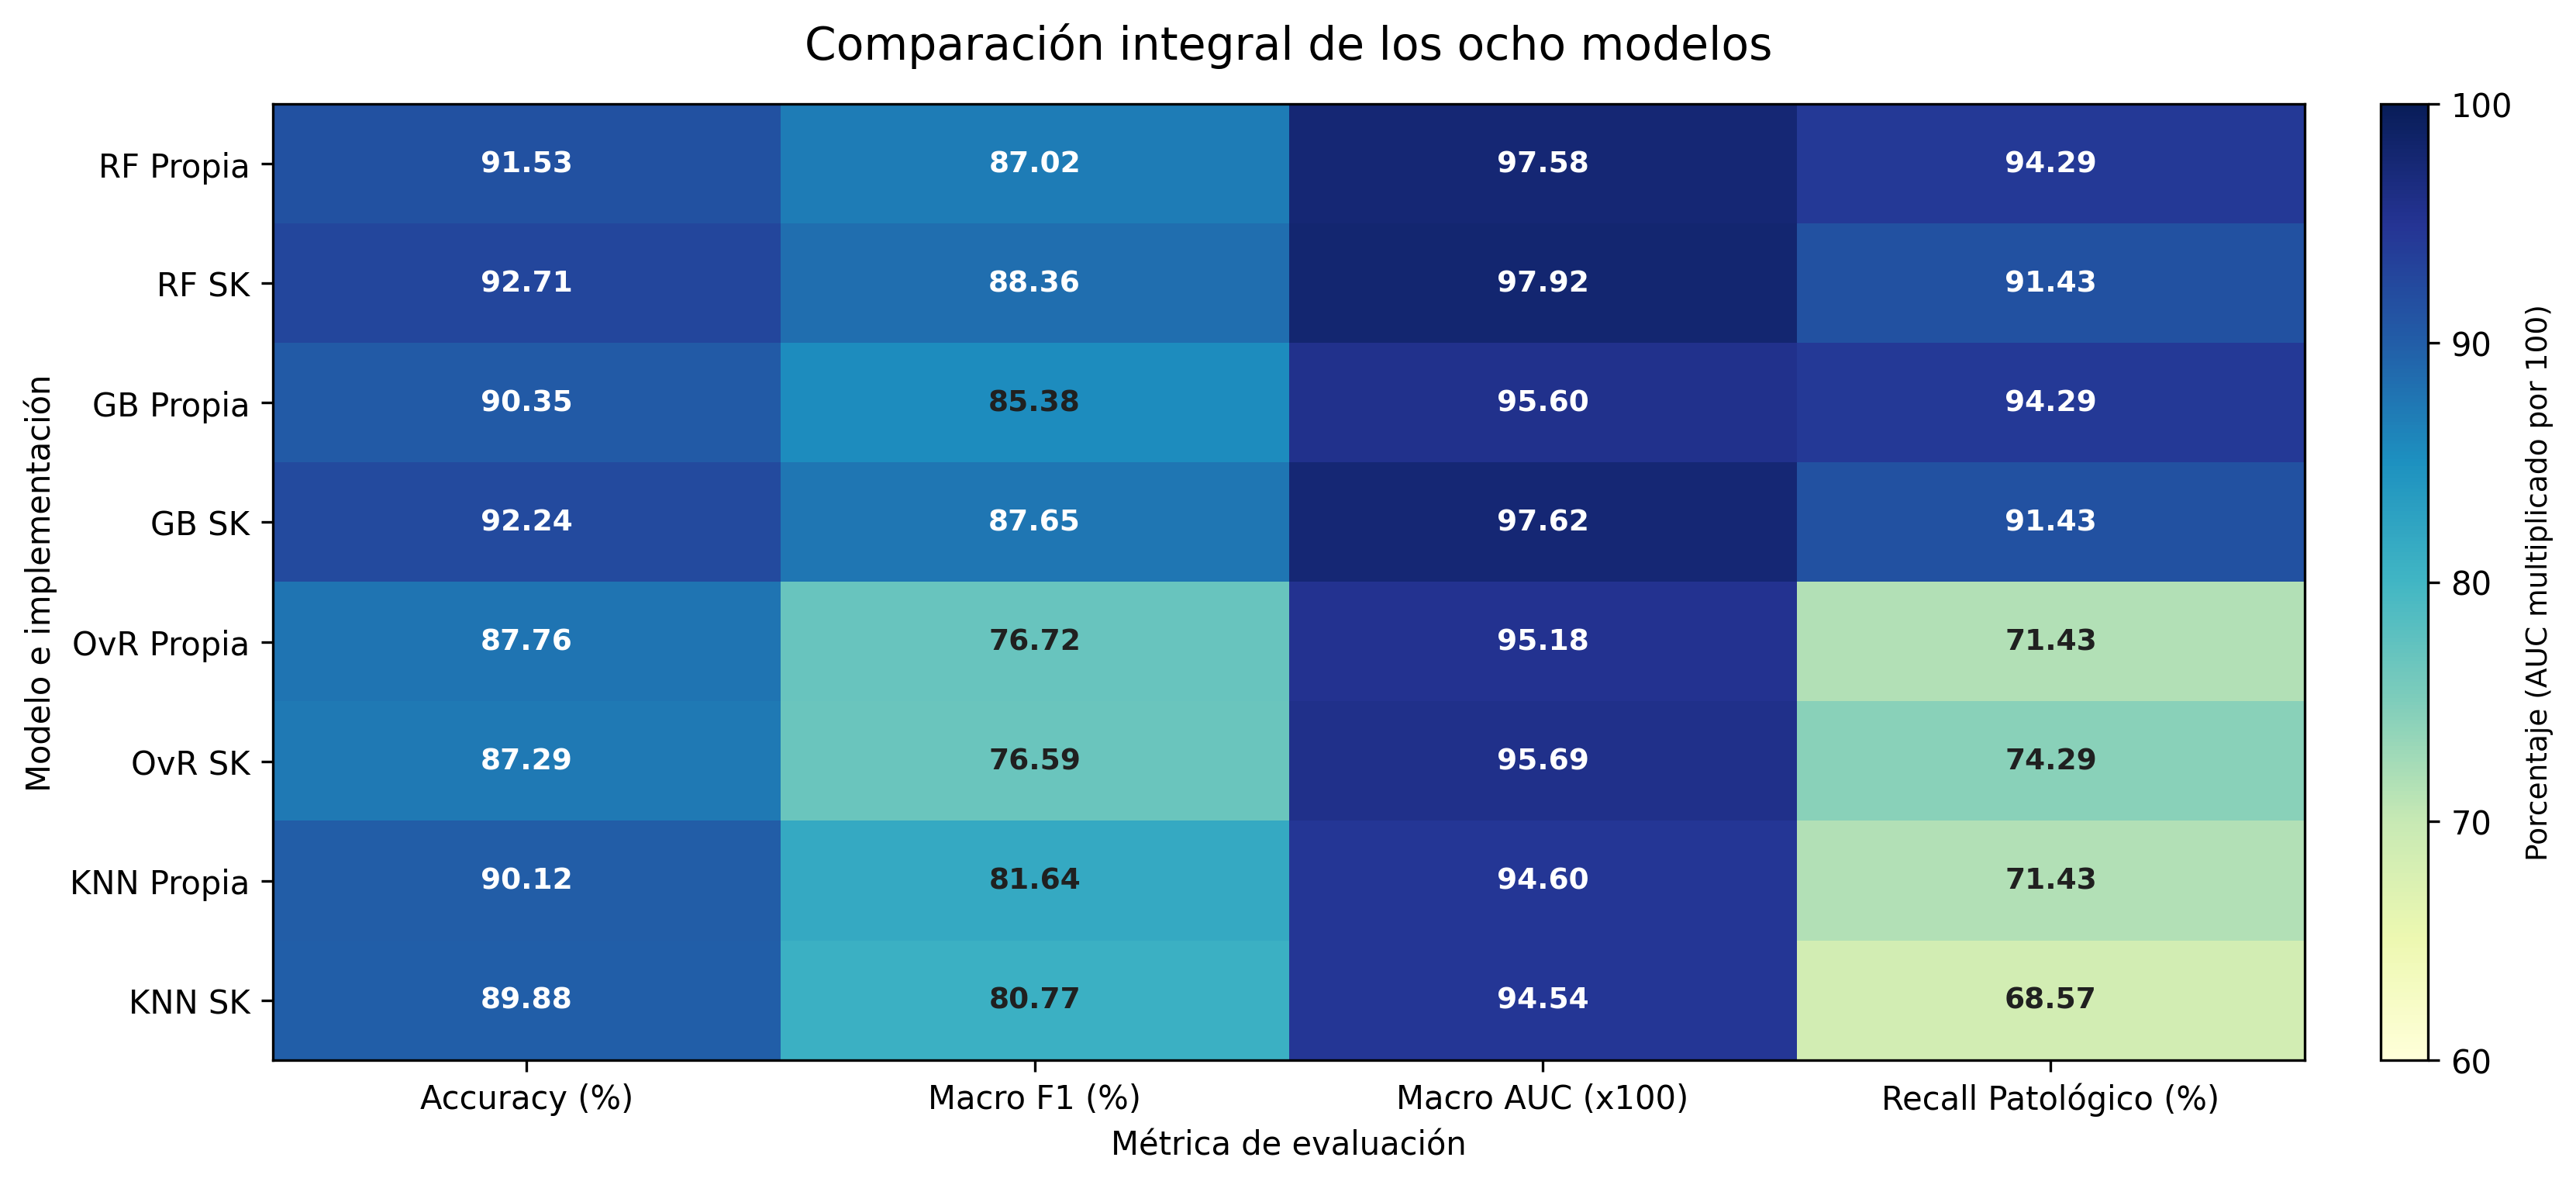 Comparación integral de los ocho modelos
Modelo e implementación
RF Propia 91.53 87.02 97.58 94.29
RF SK 92.71 88.36 97.92 91.43
GB Propia 90.35 85.38 95.60 94.29
GB SK 92.24 87.65 97.62 91.43
OvR Propia 87.76 76.72 95.18 71.43
OvR SK 87.29 76.59 95.69 74.29
KNN Propia 90.12 81.64 94.60 71.43
KNN SK 89.88 80.77 94.54 68.57
Accuracy (%) Macro F1 (%) Macro AUC (x100) Recall Patológico (%)
Métrica de evaluación
100
90
80
70
60
Porcentaje (AUC multiplicado por 100)